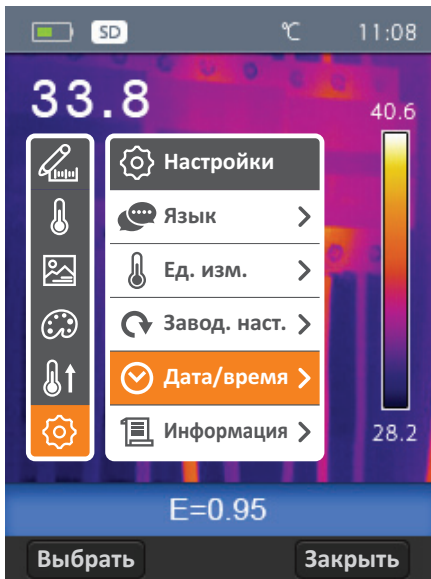 SD ℃ 11:08
33.8
40.6
Настройки
Язык
Ед. изм.
Завод. наст.
Дата/время
Информация
28.2
E=0.95
Выбрать Закрыть